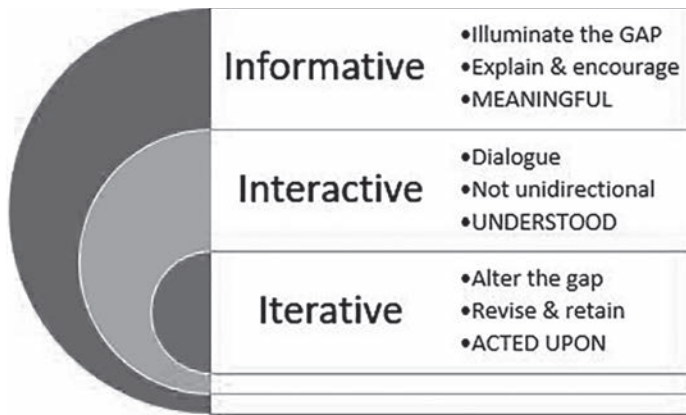 Informative
•Illuminate the GAP
•Explain & encourage
•MEANINGFUL
Interactive
•Dialogue
•Not unidirectional
•UNDERSTOOD
Iterative
•Alter the gap
•Revise & retain
•ACTED UPON